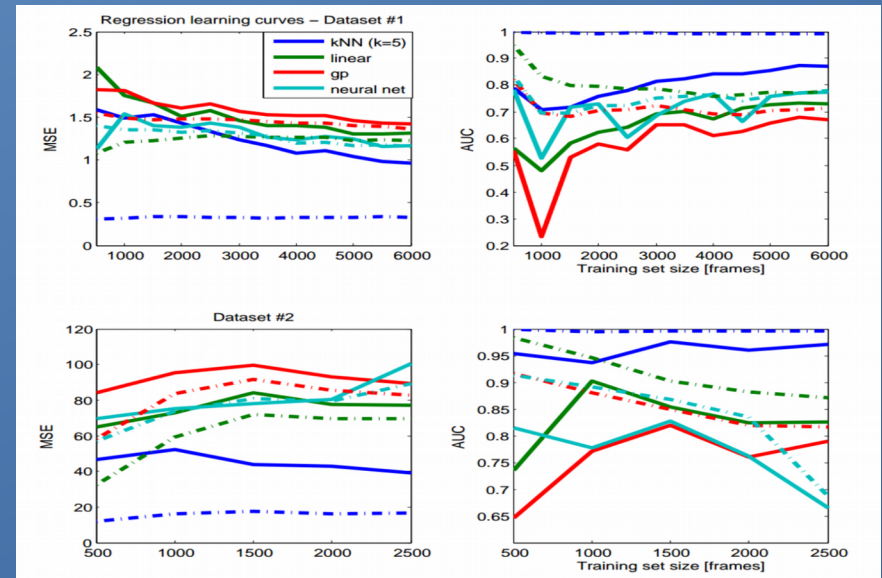 Regression learning curves – Dataset #1
2.5
2
1.5
1
0.5
0
MSE
kNN (k=5)
linear
gp
neural net
1000 2000 3000 4000 5000 6000
1
0.9
0.8
0.7
0.6
0.5
0.4
0.3
0.2
AUC
1000 2000 3000 4000 5000 6000
Training set size [frames]
Dataset #2
120
100
80
60
40
20
0
MSE
500 1000 1500 2000 2500
1
0.95
0.9
0.85
0.8
0.75
0.7
0.65
AUC
500 1000 1500 2000 2500
Training set size [frames]